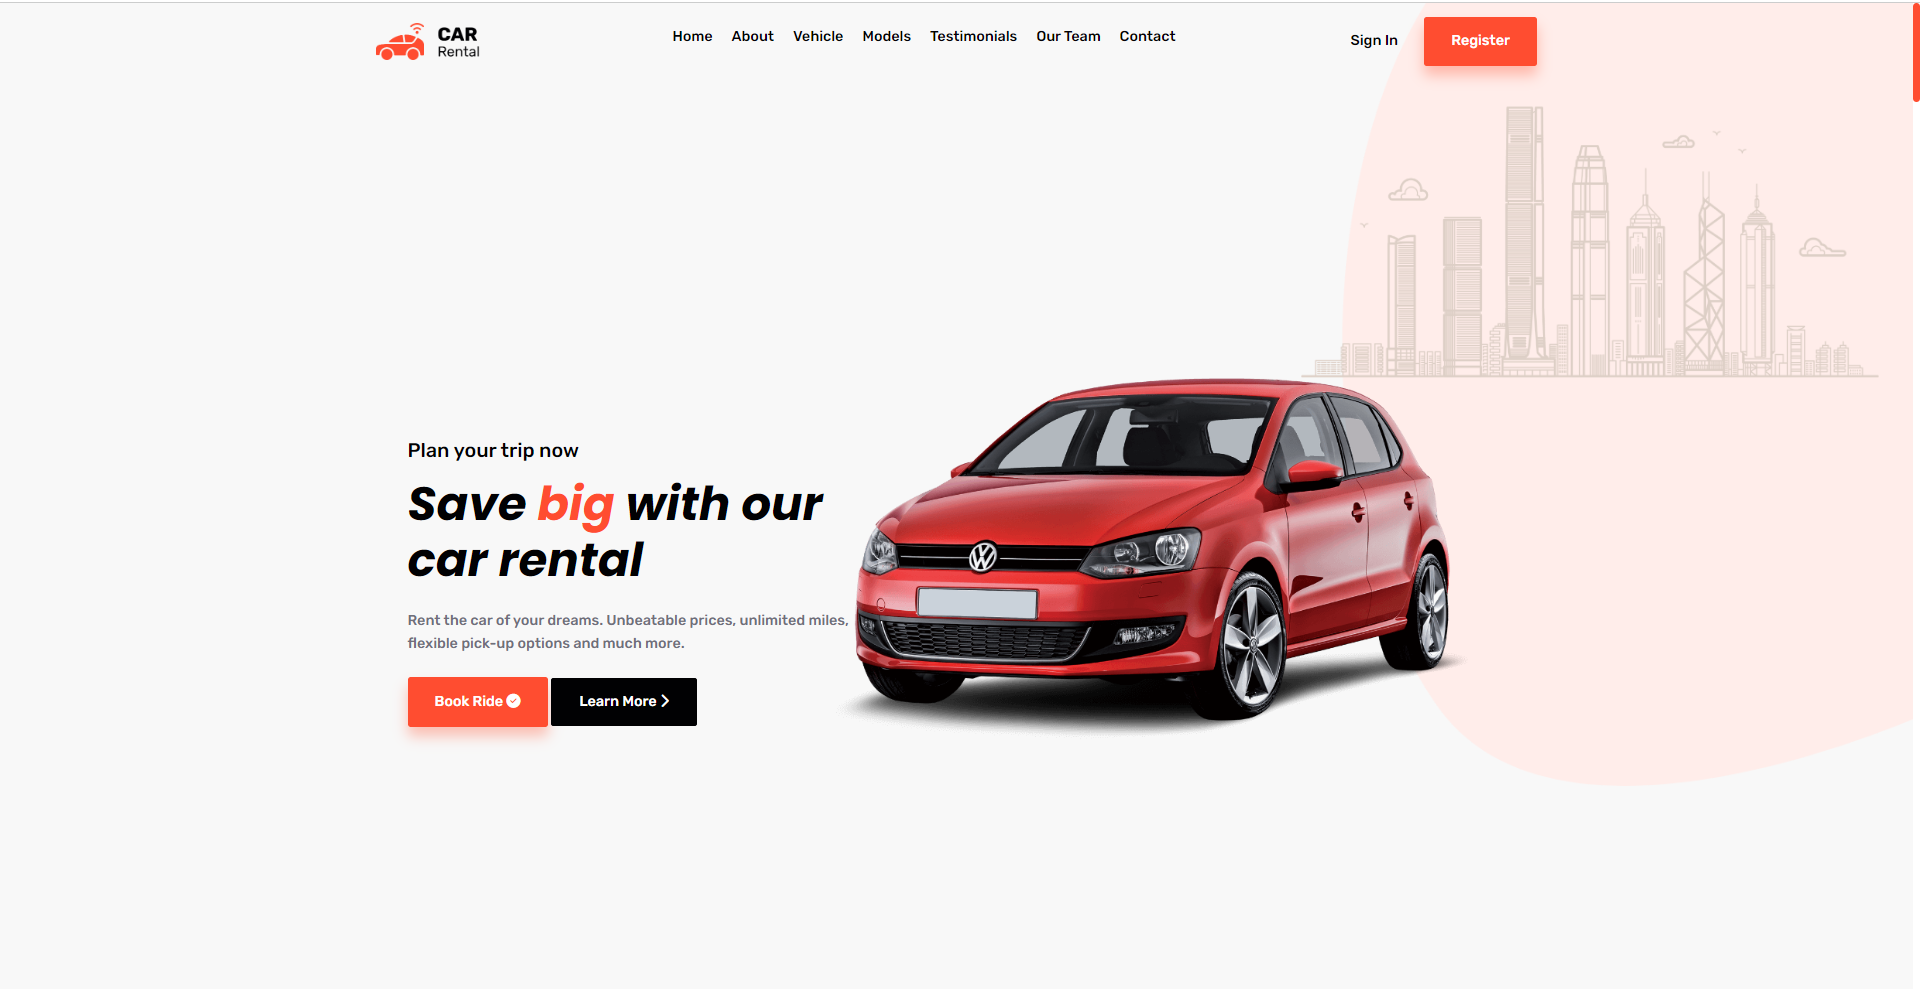 CAR
Rental
Home About Vehicle Models Testimonials Our Team Contact
Sign In
Register
Plan your trip now
Save big with our
car rental
Rent the car of your dreams. Unbeatable prices, unlimited miles,
flexible pick-up options and much more.
Book Ride
Learn More